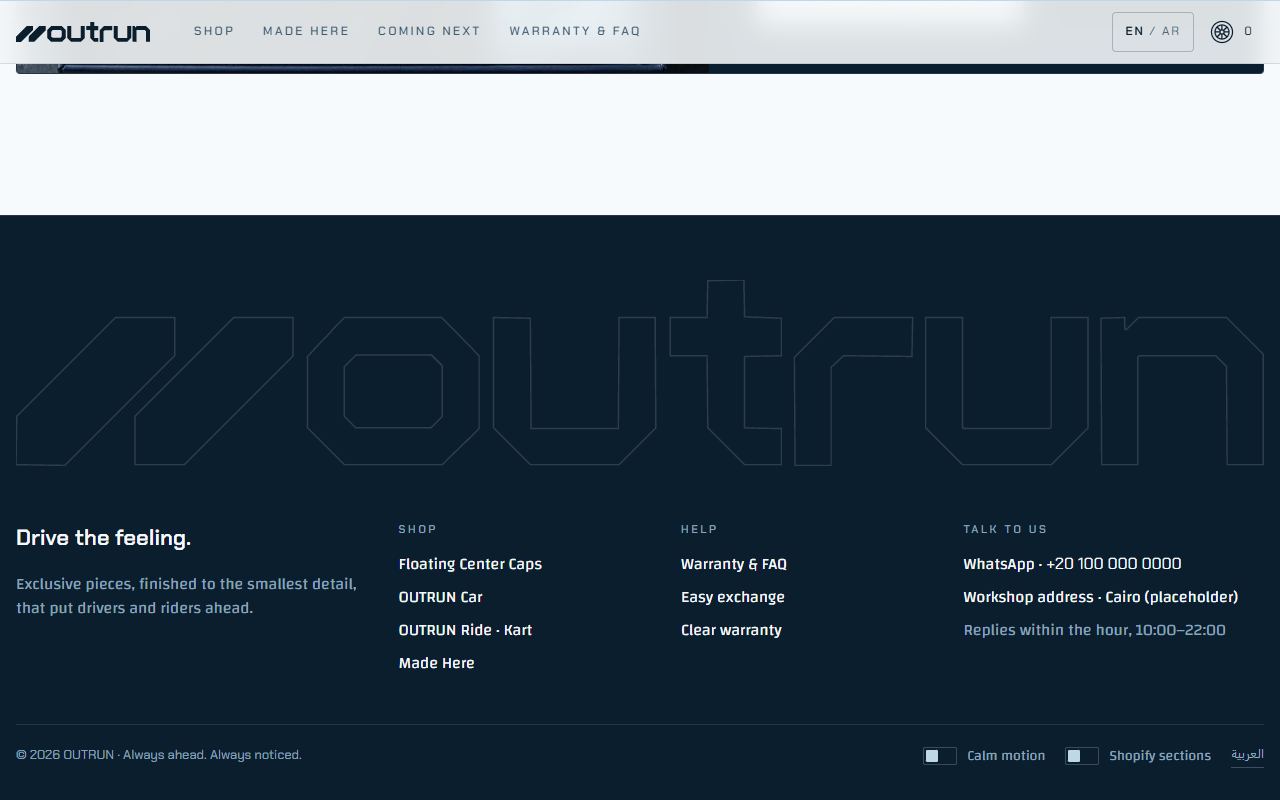 outrun
SHOP
MADE HERE
COMING NEXT
WARRANTY & FAQ
EN / AR
0
outrun
Drive the feeling.
Exclusive pieces, finished to the smallest detail,
that put drivers and riders ahead.
SHOP
Floating Center Caps
OUTRUN Car
OUTRUN Ride · Kart
Made Here
HELP
Warranty & FAQ
Easy exchange
Clear warranty
TALK TO US
WhatsApp · +20 100 000 0000
Workshop address · Cairo (placeholder)
Replies within the hour, 10:00–22:00
© 2026 OUTRUN · Always ahead. Always noticed.
Calm motion
Shopify sections
العربية